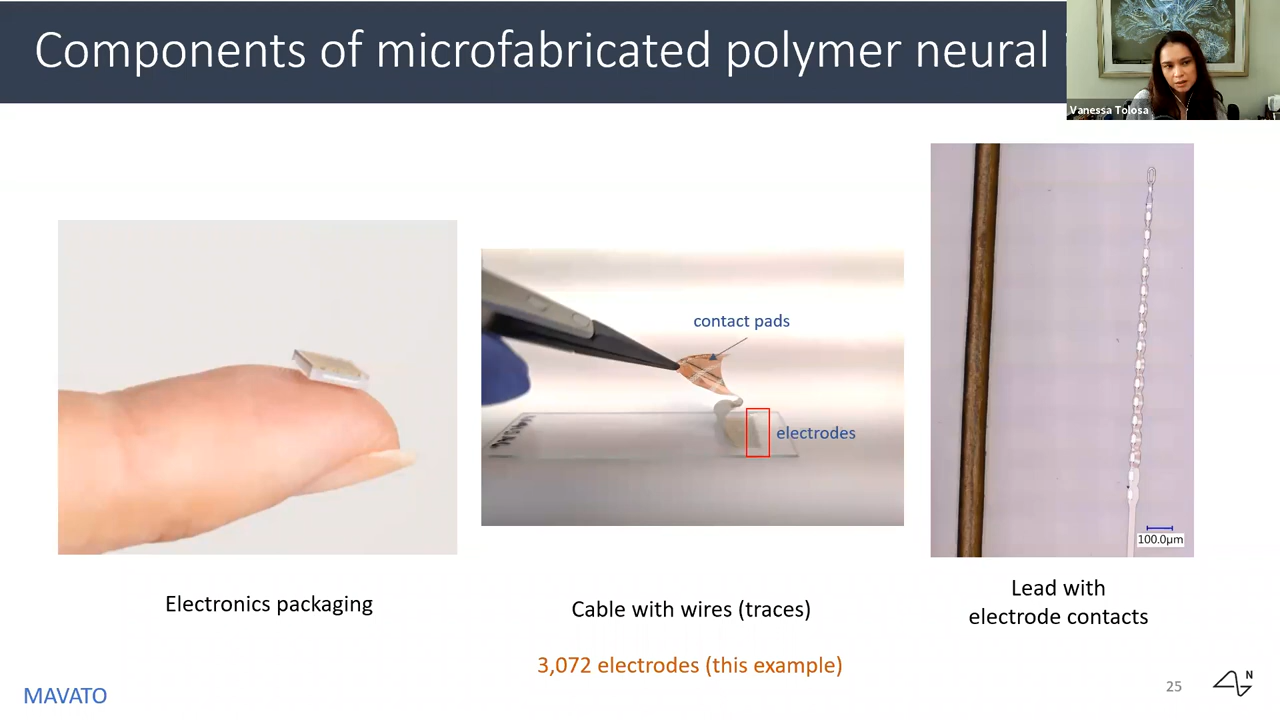 Components of microfabricated polymer neural
Vanessa Tolosa
contact pads
electrodes
100.0μm
Electronics packaging
Cable with wires (traces)
Lead with
electrode contacts
3,072 electrodes (this example)
MAVATO
25
N